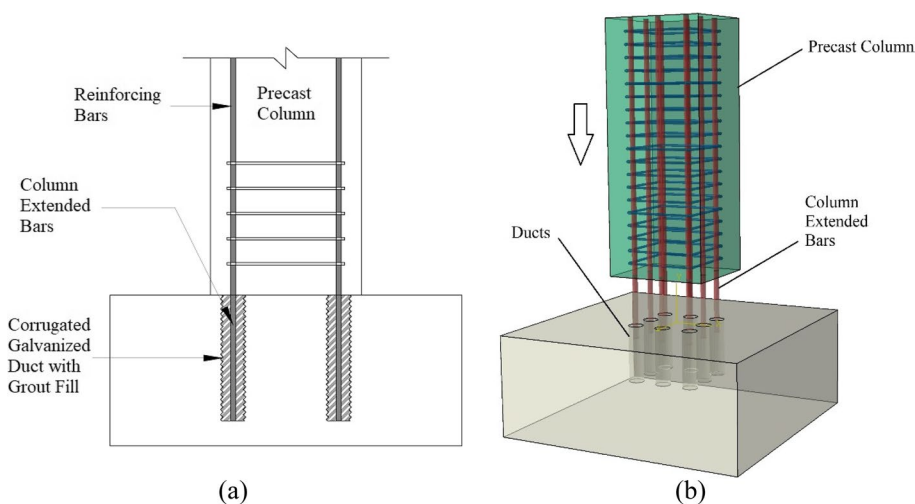 Reinforcing
Bars
Precast
Column
Column
Extended
Bars
Corrugated
Galvanized
Duct with
Grout Fill
(a)
Precast Column
Column
Extended
Bars
Ducts
(b)